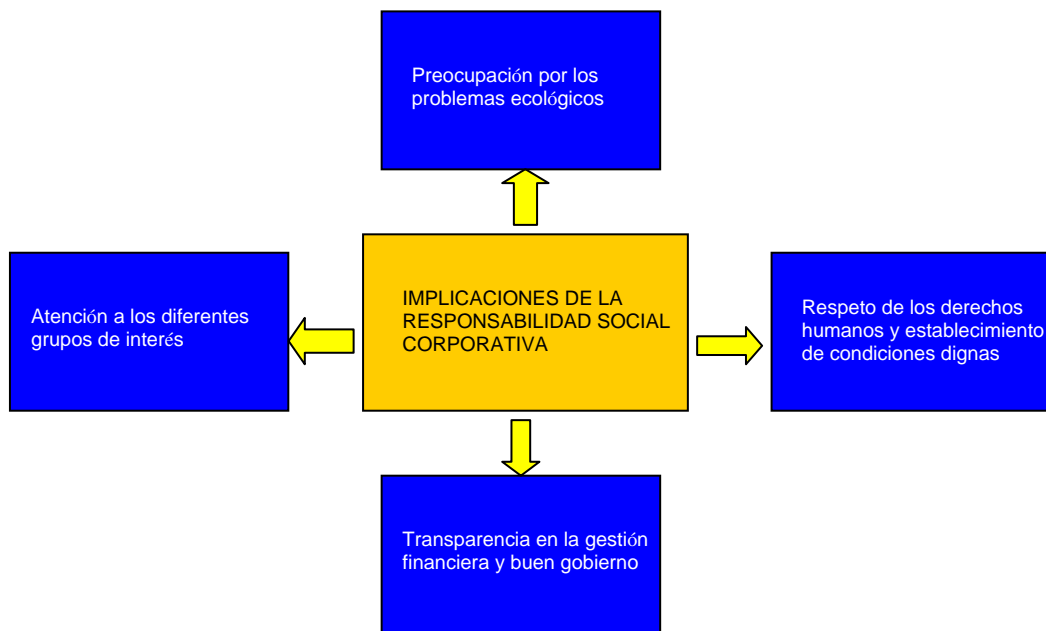 Preocupación por los
problemas ecológicos
Atención a los diferentes
grupos de interés
IMPLICACIONES DE LA
RESPONSABILIDAD SOCIAL
CORPORATIVA
Respeto de los derechos
humanos y establecimiento
de condiciones dignas
Transparencia en la gestión
financiera y buen gobierno